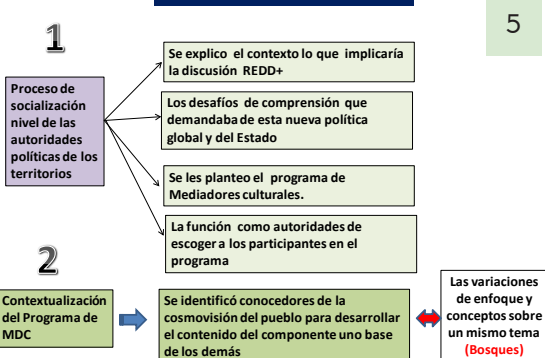 5
1
Proceso de
socialización
nivel de las
autoridades
políticas de los
territorios
Se explico el contexto lo que implicaría
la discusión REDD+
Los desafíos de comprensión que
demandaba de esta nueva política
global y del Estado
Se les planteo el programa de
Mediadores culturales.
La función como autoridades de
escoger a los participantes en el
programa
2
Contextualización
del Programa de
MDC
Se identificó conocedores de la
cosmovisión del pueblo para desarrollar
el contenido del componente uno base
de los demás
Las variaciones
de enfoque y
conceptos sobre
un mismo tema
(Bosques)